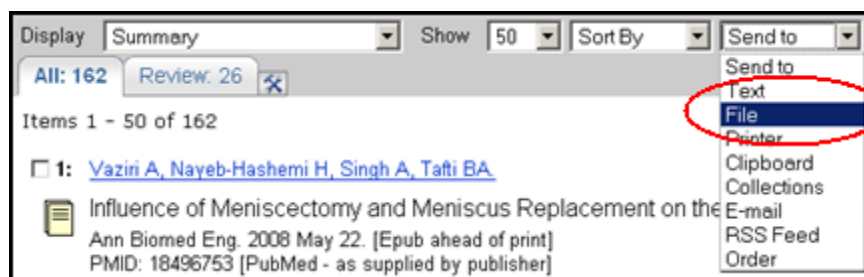 Display Summary Show 50 Sort By Send to
All: 162 Review: 26
Send to
Text
File
Printer
Clipboard
Collections
E-mail
RSS Feed
Order
Items 1 - 50 of 162
1: Vaziri A, Nayeb-Hashemi H, Singh A, Tafti BA.
Influence of Meniscectomy and Meniscus Replacement on the
Ann Biomed Eng. 2008 May 22. [Epub ahead of print]
PMID: 18496753 [PubMed - as supplied by publisher]